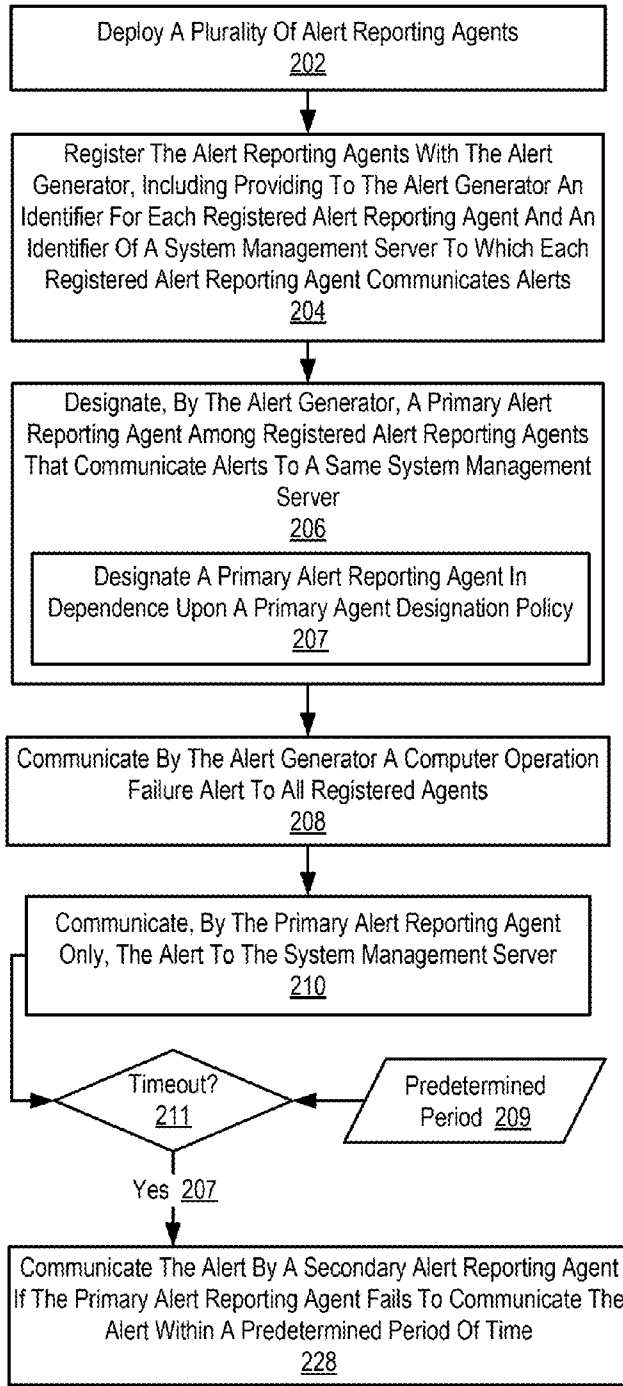 Deploy A Plurality Of Alert Reporting Agents
202
Register The Alert Reporting Agents With The Alert
Generator, Including Providing To The Alert Generator An
Identifier For Each Registered Alert Reporting Agent And An
Identifier Of A System Management Server To Which Each
Registered Alert Reporting Agent Communicates Alerts
204
Designate, By The Alert Generator, A Primary Alert
Reporting Agent Among Registered Alert Reporting Agents
That Communicate Alerts To A Same System Management
Server
206
Designate A Primary Alert Reporting Agent In
Dependence Upon A Primary Agent Designation Policy
207
Communicate By The Alert Generator A Computer Operation
Failure Alert To All Registered Agents
208
Communicate, By The Primary Alert Reporting Agent
Only, The Alert To The System Management Server
210
Timeout?
211
Predetermined
Period 209
Yes 207
Communicate The Alert By A Secondary Alert Reporting Agent
If The Primary Alert Reporting Agent Fails To Communicate The
Alert Within A Predetermined Period Of Time
228